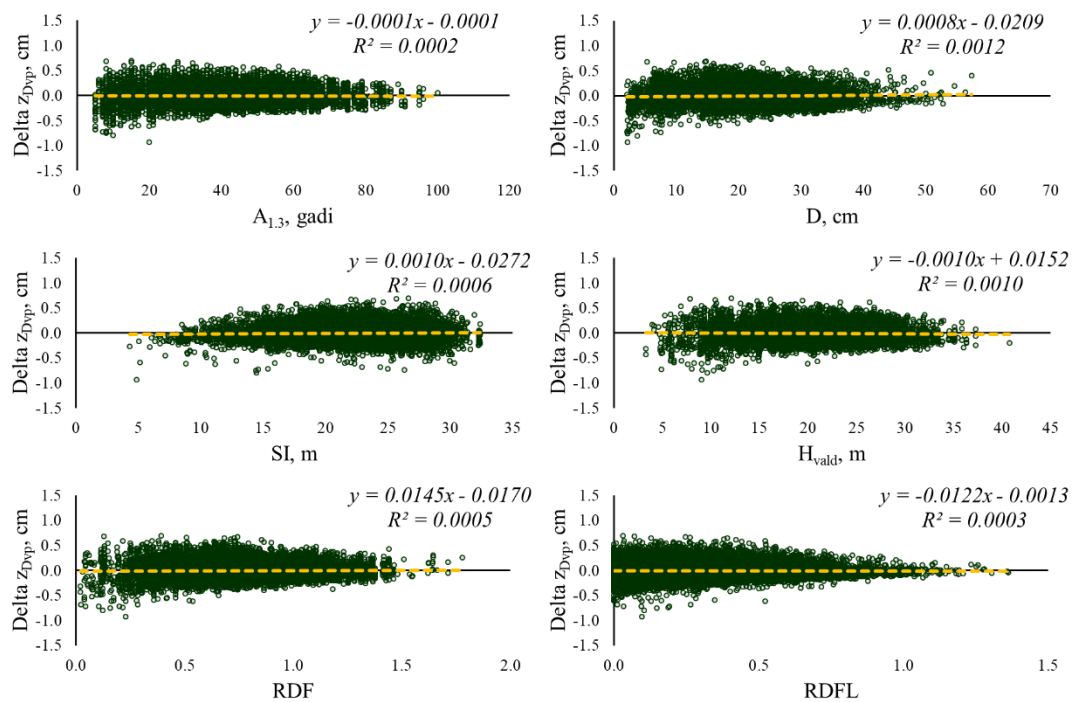 y = -0.0001x - 0.0001
R² = 0.0002
Delta z_Dvp, cm
1.5
1.0
0.5
0.0
-0.5
-1.0
-1.5
0 20 40 60 80 100 120
A_1.3, gadi
y = 0.0008x - 0.0209
R² = 0.0012
Delta z_Dvp, cm
1.5
1.0
0.5
0.0
-0.5
-1.0
-1.5
0 10 20 30 40 50 60 70
D, cm
y = 0.0010x - 0.0272
R² = 0.0006
Delta z_Dvp, cm
1.5
1.0
0.5
0.0
-0.5
-1.0
-1.5
0 5 10 15 20 25 30 35
SI, m
y = -0.0010x + 0.0152
R² = 0.0010
Delta z_Dvp, cm
1.5
1.0
0.5
0.0
-0.5
-1.0
-1.5
0 5 10 15 20 25 30 35 40 45
H_vald, m
y = 0.0145x - 0.0170
R² = 0.0005
Delta z_Dvp, cm
1.5
1.0
0.5
0.0
-0.5
-1.0
-1.5
0.0 0.5 1.0 1.5 2.0
RDF
y = -0.0122x - 0.0013
R² = 0.0003
Delta z_Dvp, cm
1.5
1.0
0.5
0.0
-0.5
-1.0
-1.5
0.0 0.5 1.0 1.5
RDFL